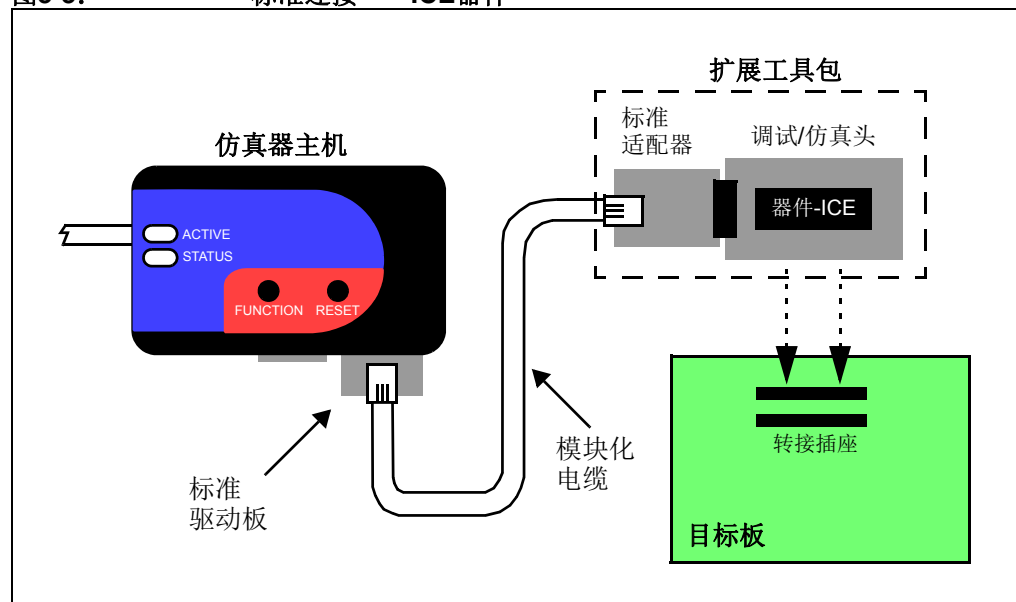 扩展工具包
标准
适配器
调试/仿真头
仿真器主机
器件-ICE
ACTIVE
STATUS
FUNCTION RESET
转接插座
模块化
电缆
标准
驱动板
目标板